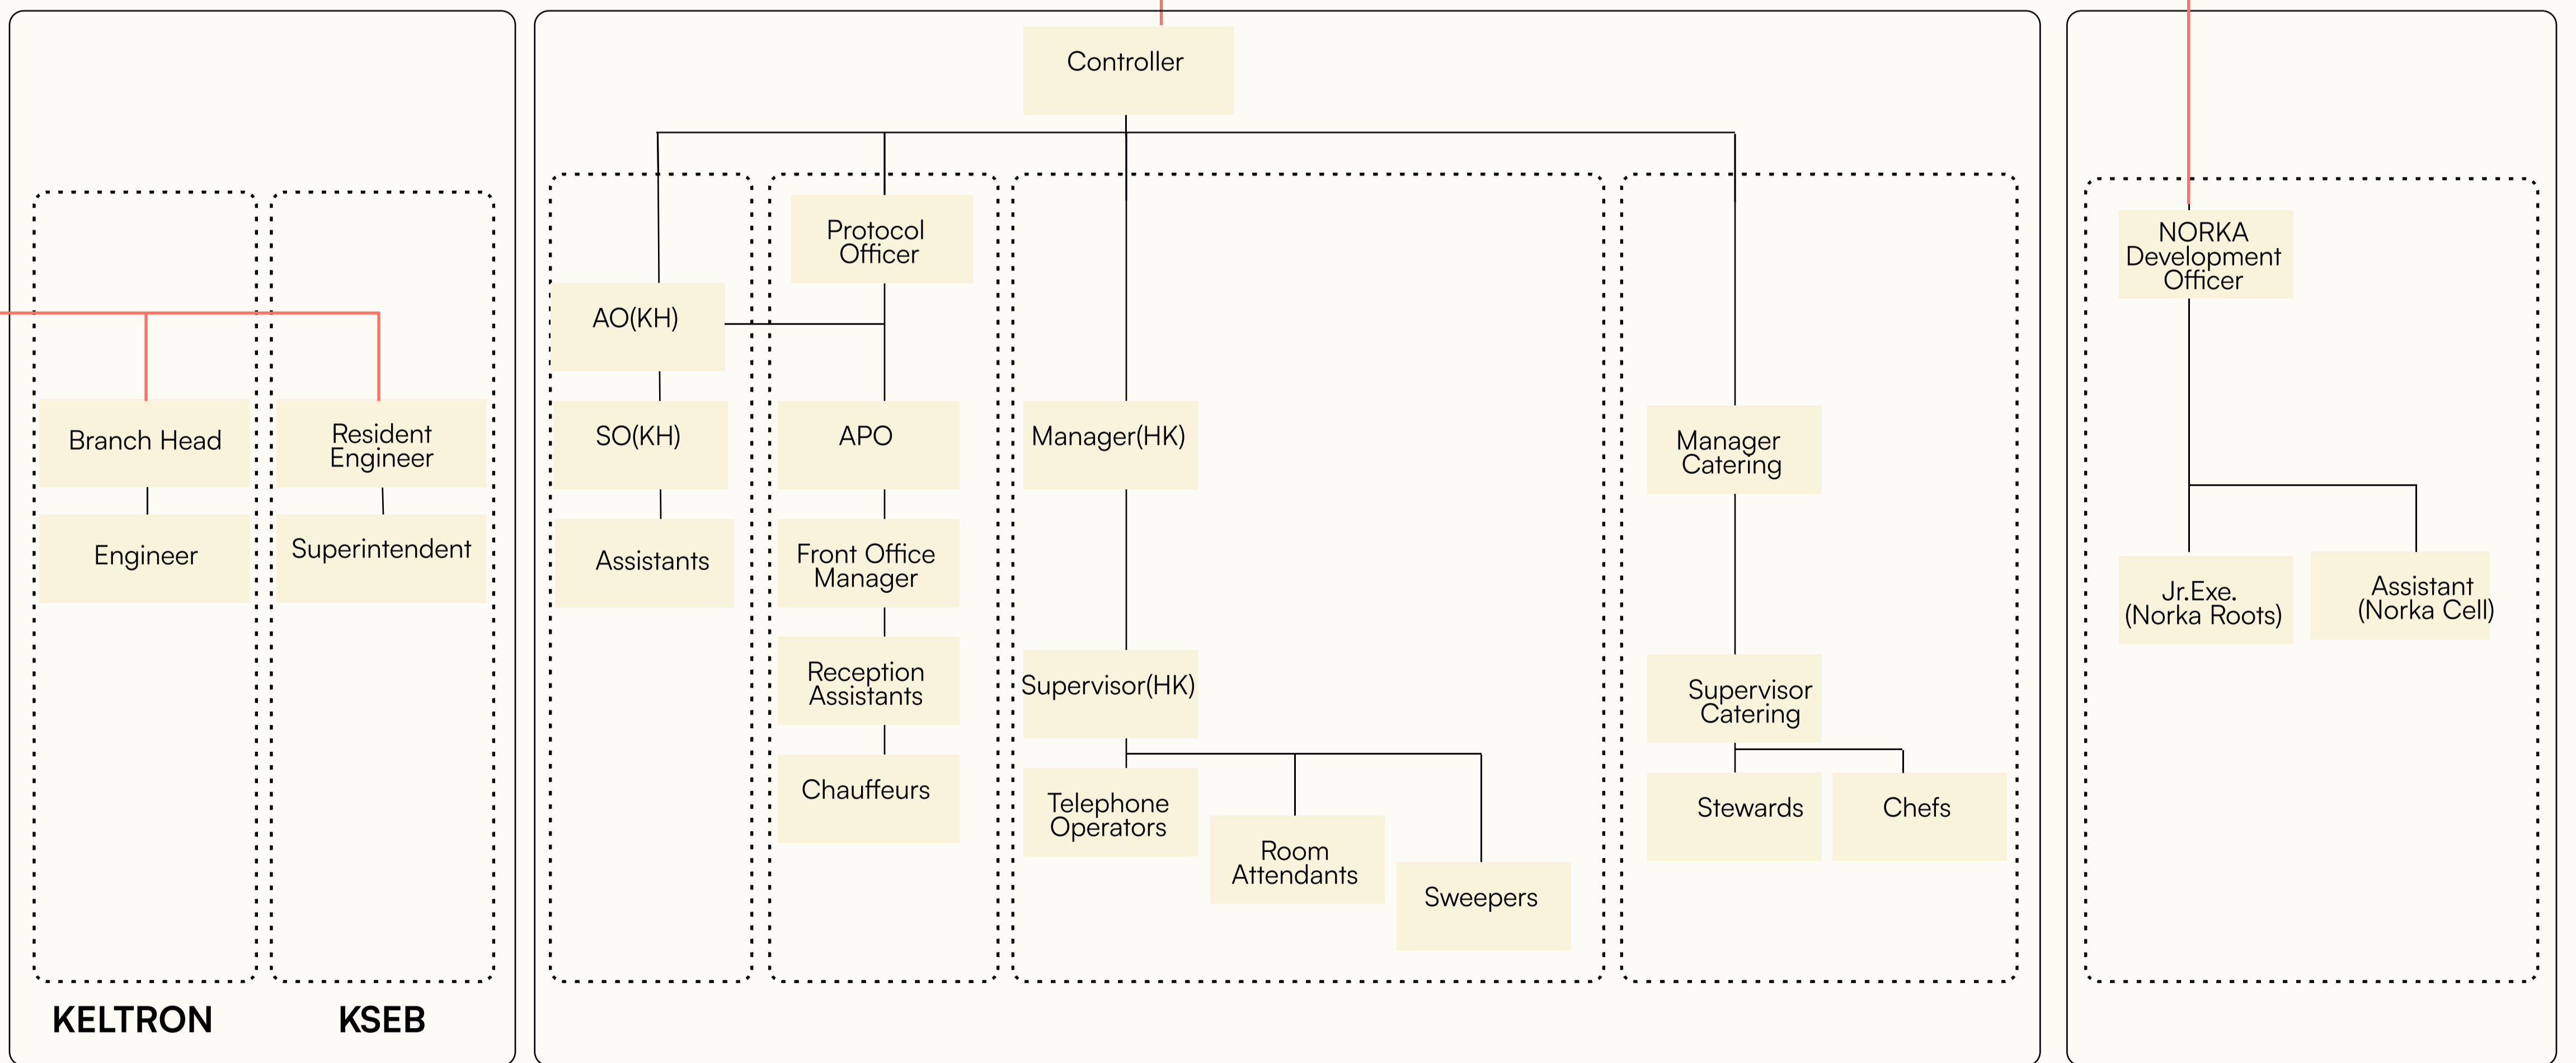 Controller
Protocol
Officer
NORKA
Development
Officer
AO(KH)
Branch Head
Resident
Engineer
SO(KH)
APO
Manager(HK)
Manager
Catering
Engineer
Superintendent
Assistants
Front Office
Manager
Jr.Exe.
(Norka Roots)
Assistant
(Norka Cell)
Reception
Assistants
Supervisor(HK)
Supervisor
Catering
Chauffeurs
Telephone
Operators
Room
Attendants
Sweepers
Stewards
Chefs
KELTRON
KSEB